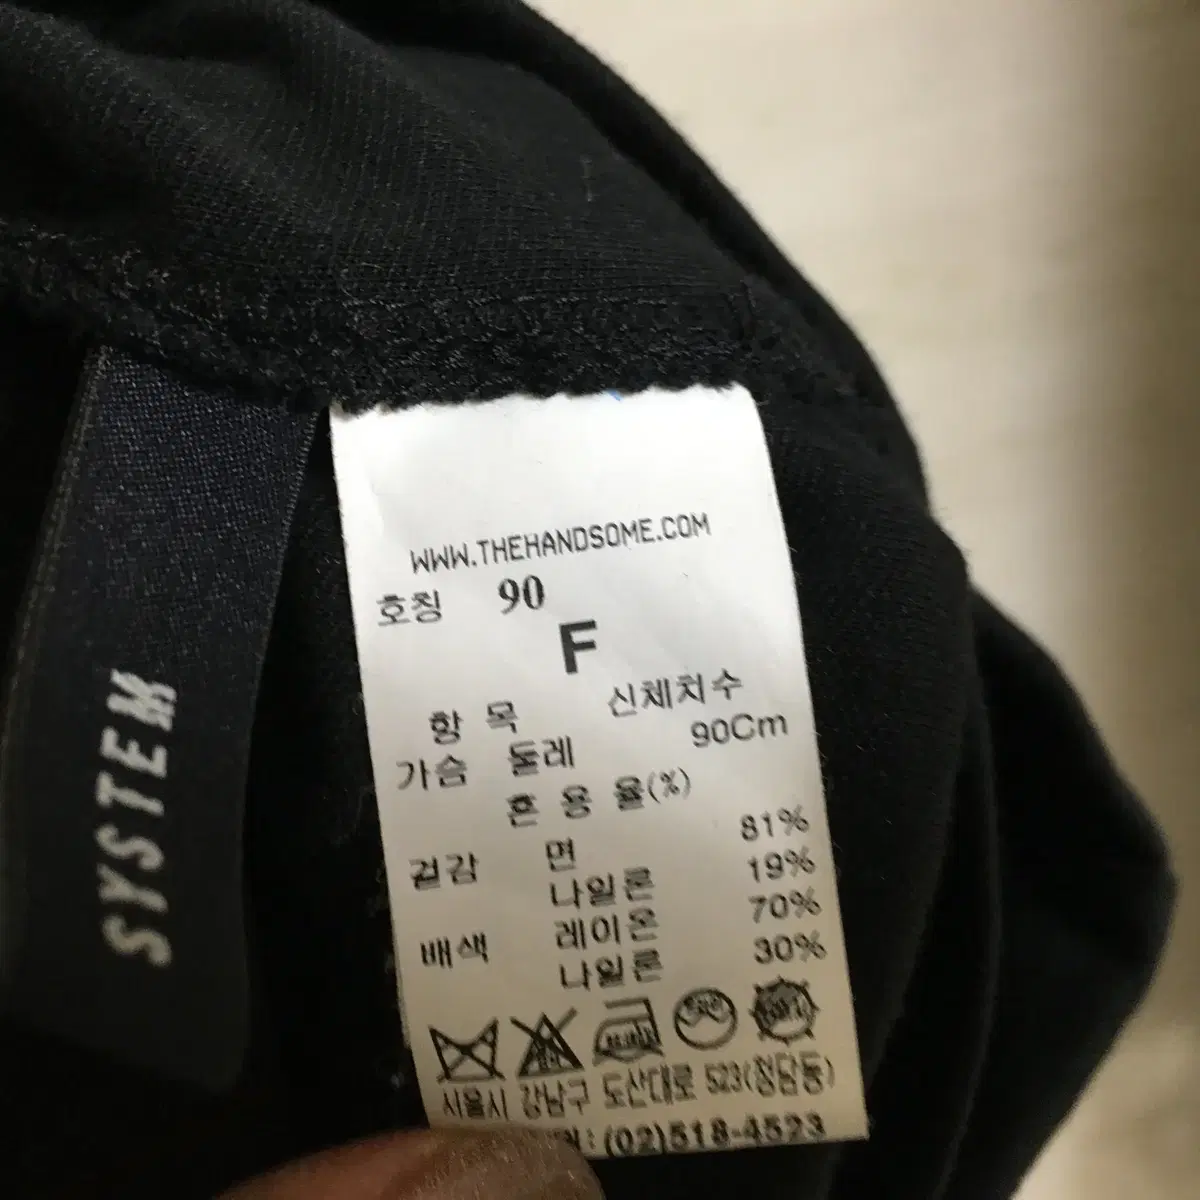 SYSTEM
WWW.THEHANDSOME.COM
호칭 90
F
항 목 신체치수
가슴 둘레 90Cm
혼 용 율(%)
겉감 면 81%
나일론 19%
배색 레이온 70%
나일론 30%
서울시 강남구 도산대로 523(청담동)
(02)518-4523